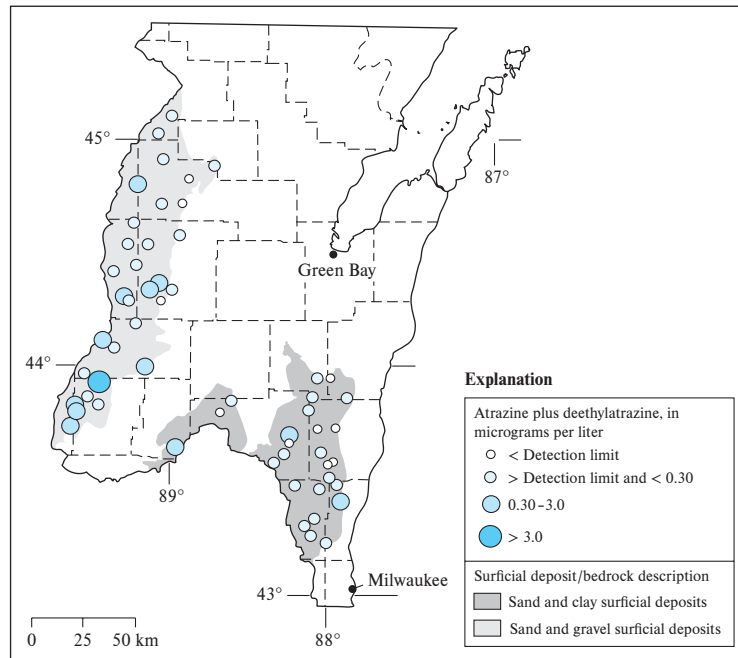 45°
87°
Green Bay
44°
89°
Milwaukee
43°
88°
0 25 50 km
Explanation
Atrazine plus deethylatrazine, in
micrograms per liter
< Detection limit
> Detection limit and < 0.30
0.30–3.0
> 3.0
Surficial deposit/bedrock description
Sand and clay surficial deposits
Sand and gravel surficial deposits